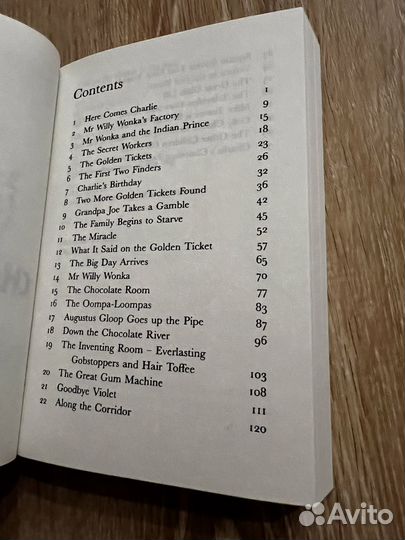 Contents
1 Here Comes Charlie 1
2 Mr Willy Wonka's Factory 9
3 Mr Wonka and the Indian Prince 15
4 The Secret Workers 18
5 The Golden Tickets 23
6 The First Two Finders 26
7 Charlie's Birthday 32
8 Two More Golden Tickets Found 36
9 Grandpa Joe Takes a Gamble 40
10 The Family Begins to Starve 45
11 The Miracle 52
12 What It Said on the Golden Ticket 57
13 The Big Day Arrives 65
14 Mr Willy Wonka 70
15 The Chocolate Room 77
16 The Oompa-Loompas 83
17 Augustus Gloop Goes up the Pipe 87
18 Down the Chocolate River 96
19 The Inventing Room – Everlasting
Gobstoppers and Hair Toffee 103
20 The Great Gum Machine 108
21 Goodbye Violet 111
22 Along the Corridor 120
Avito